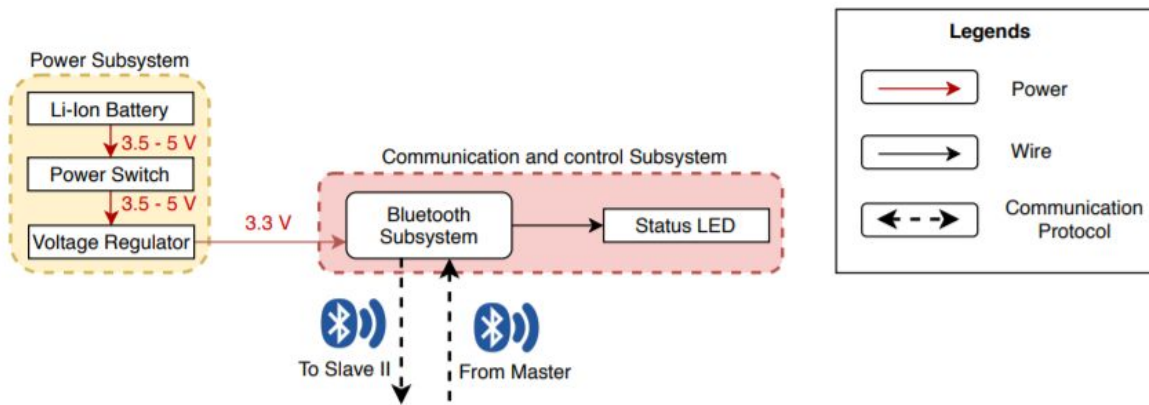 Power Subsystem
Li-Ion Battery
3.5 - 5 V
Power Switch
3.5 - 5 V
Voltage Regulator
3.3 V
Communication and control Subsystem
Bluetooth
Subsystem
Status LED
To Slave II
From Master
Legends
Power
Wire
Communication
Protocol